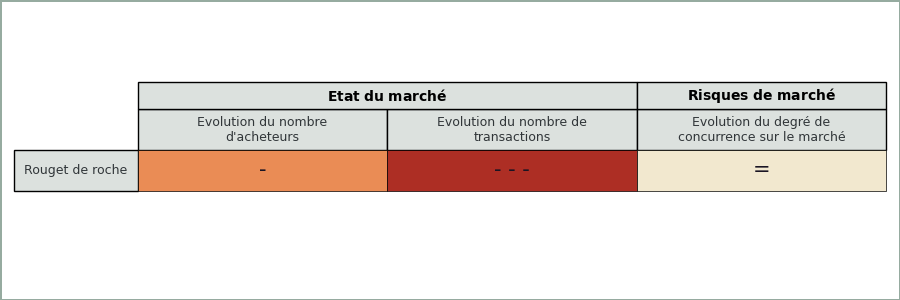 Etat du marché
Risques de marché
Evolution du nombre
d'acheteurs
Evolution du nombre de
transactions
Evolution du degré de
concurrence sur le marché
Rouget de roche
-
- - -
=